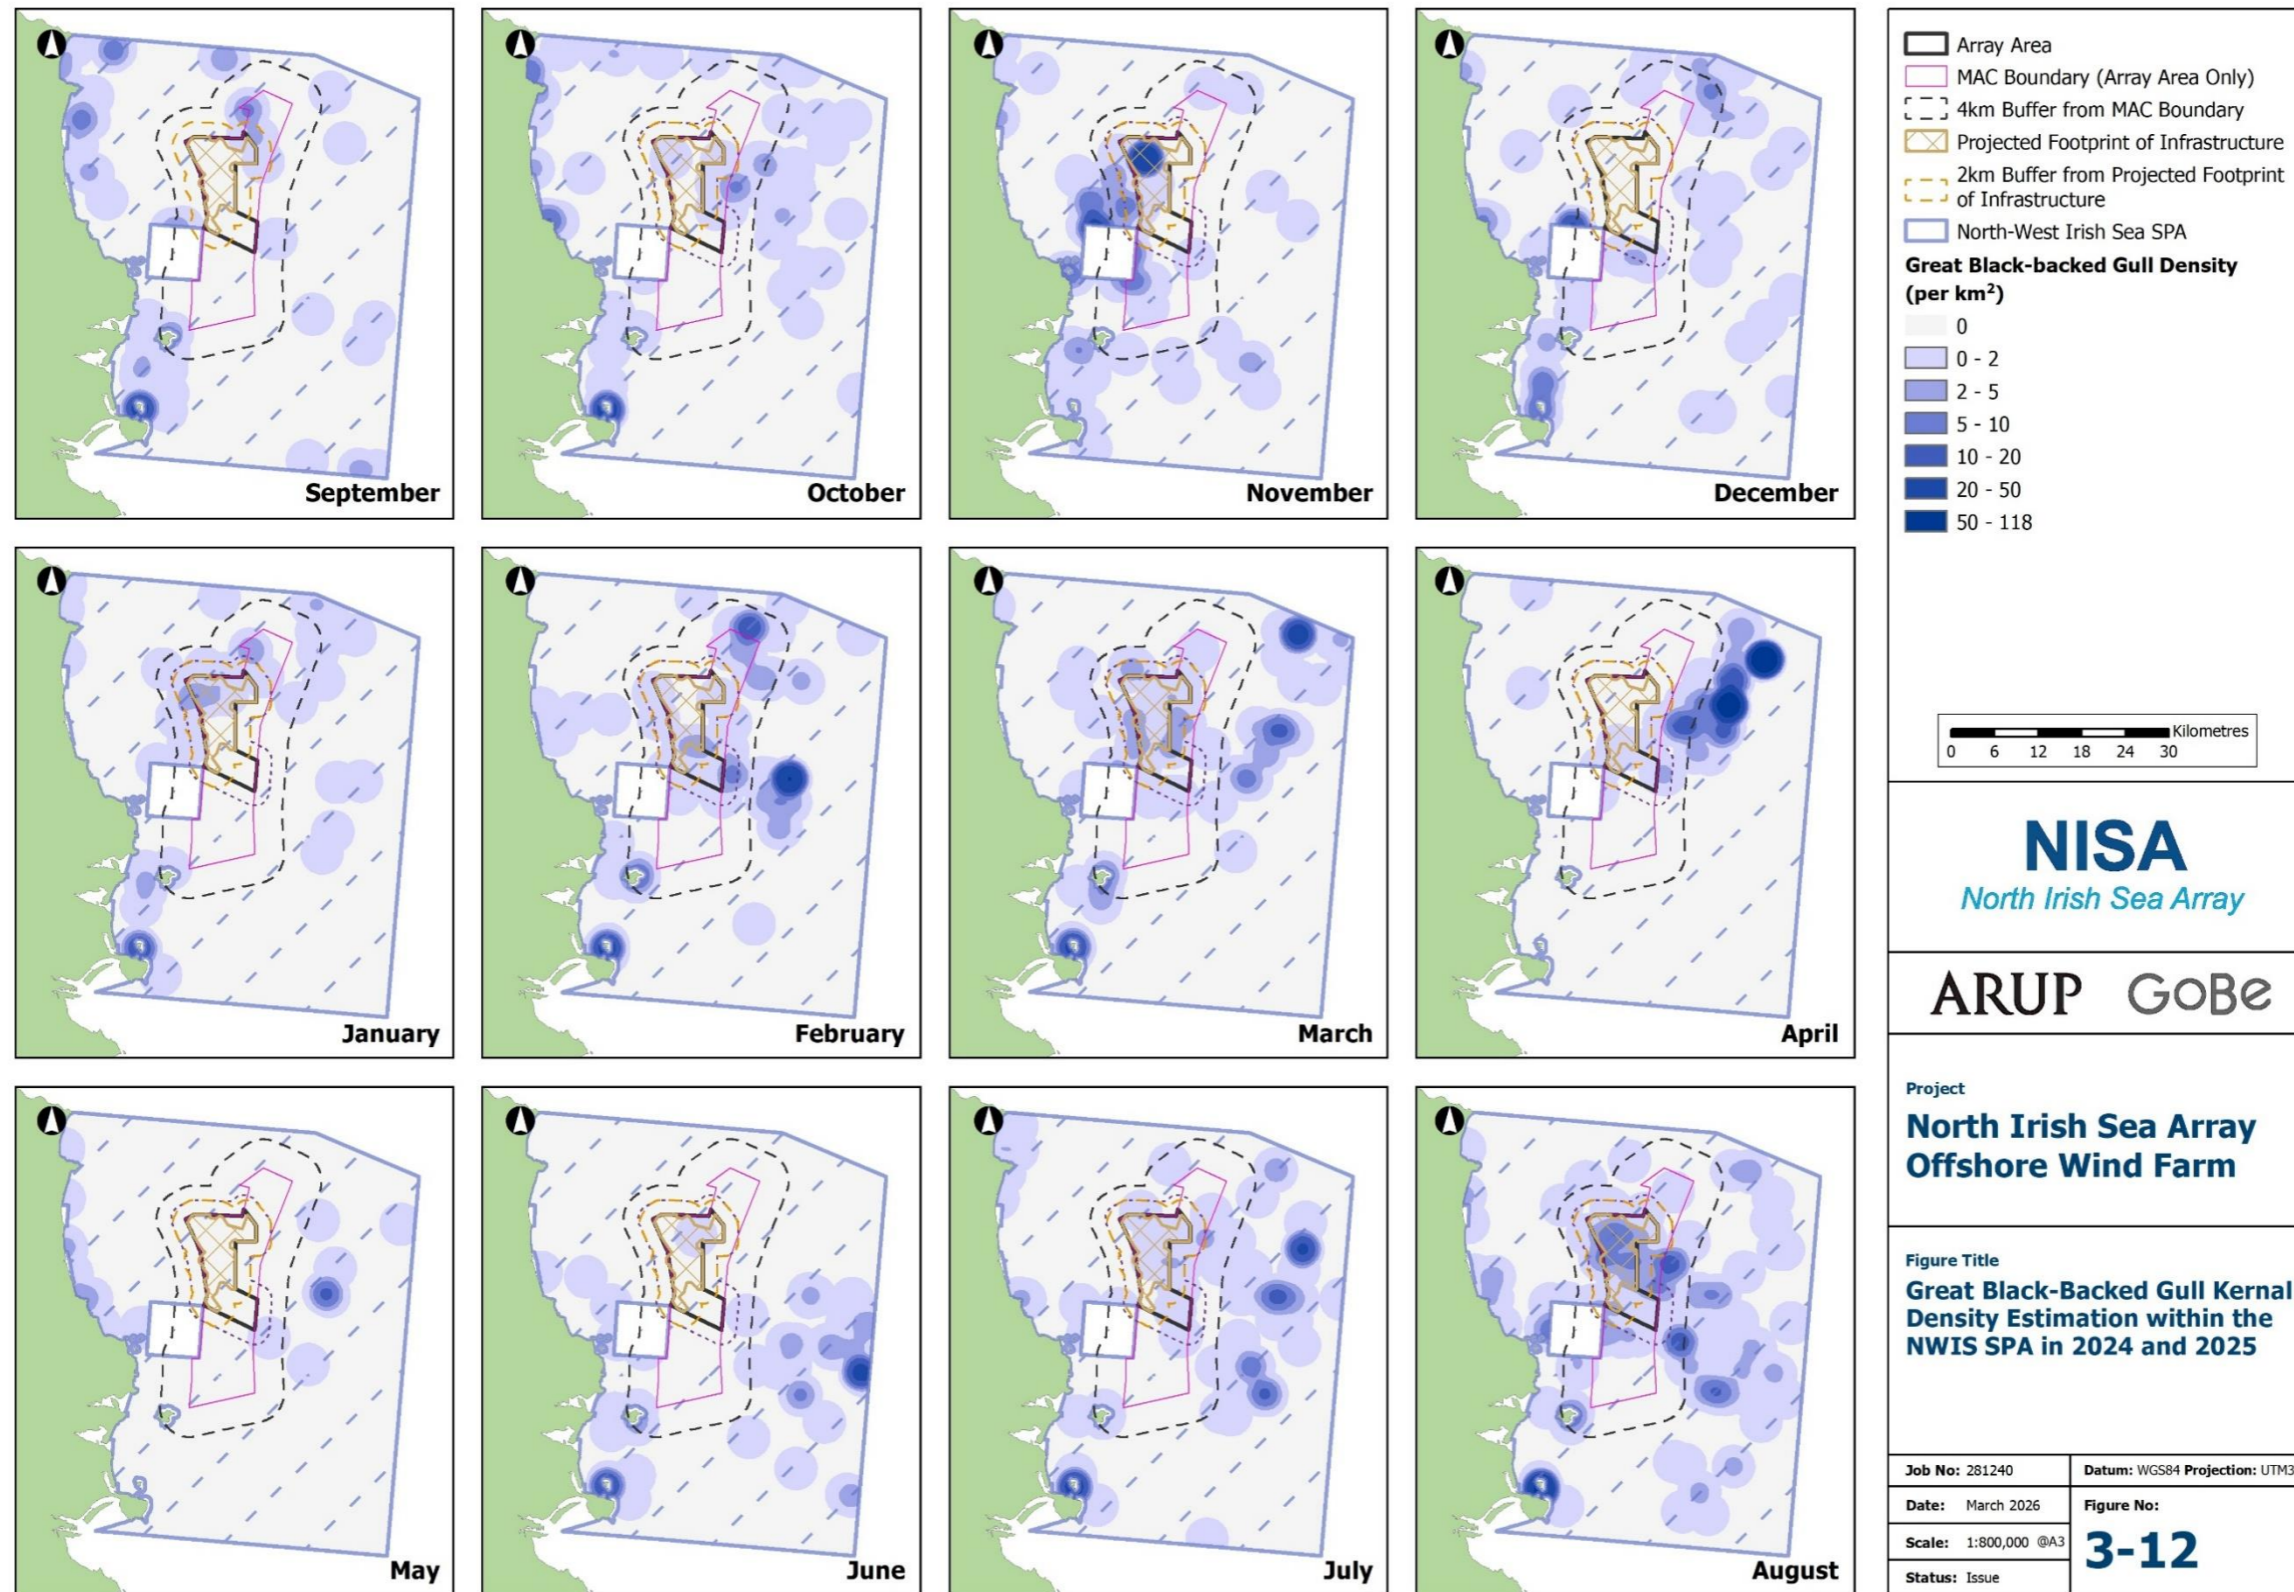 September
October
November
December
January
February
March
April
May
June
July
August
Array Area
MAC Boundary (Array Area Only)
4km Buffer from MAC Boundary
Projected Footprint of Infrastructure
2km Buffer from Projected Footprint
of Infrastructure
North-West Irish Sea SPA
Great Black-backed Gull Density
(per km²)
0
0 - 2
2 - 5
5 - 10
10 - 20
20 - 50
50 - 118
Kilometres
0 6 12 18 24 30
NISA
North Irish Sea Array
ARUP GoBe
Project
North Irish Sea Array
Offshore Wind Farm
Figure Title
Great Black-Backed Gull Kernal
Density Estimation within the
NWIS SPA in 2024 and 2025
Job No: 281240
Datum: WGS84 Projection: UTM3
Date: March 2026
Figure No:
Scale: 1:800,000 @A3
3-12
Status: Issue